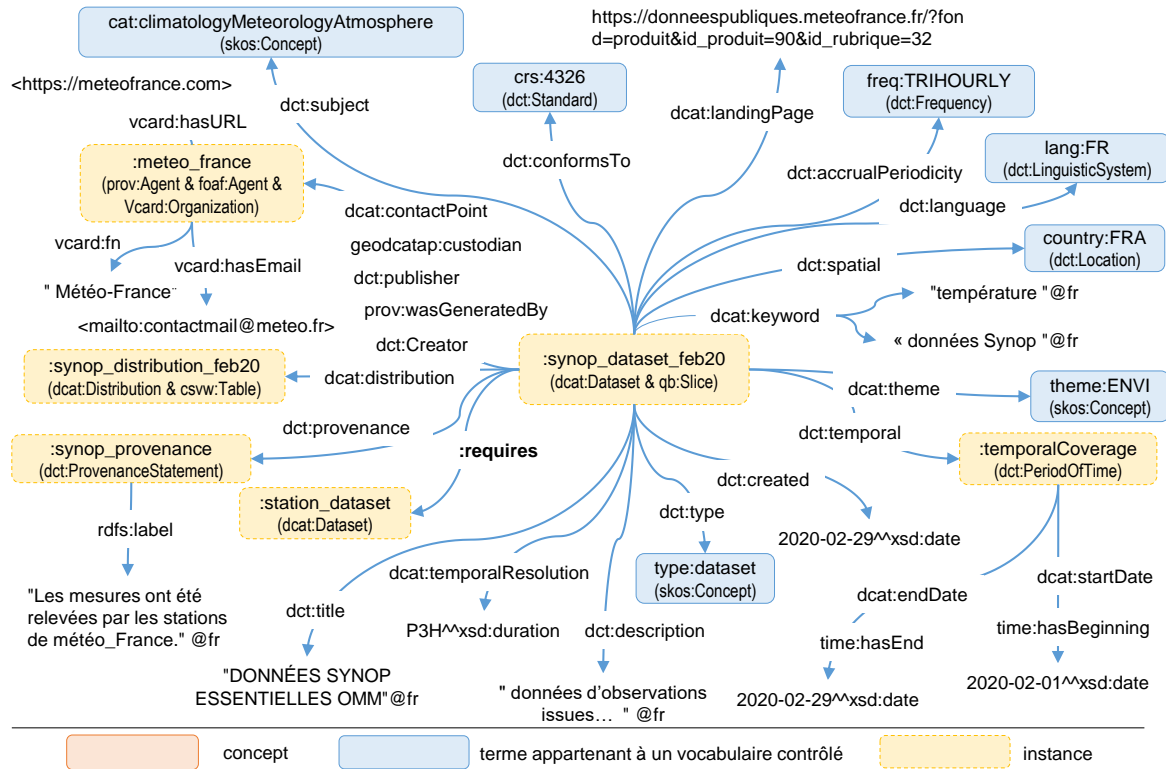 cat:climatologyMeteorologyAtmosphere
(skos:Concept)
https://donneespubliques.meteofrance.fr/?fon
d=produit&id_produit=90&id_rubrique=32
<https://meteofrance.com>
crs:4326
(dct:Standard)
freq:TRIHOURLY
(dct:Frequency)
dct:subject
dcat:landingPage
vcard:hasURL
lang:FR
(dct:LinguisticSystem)
:meteo_france
(prov:Agent & foaf:Agent &
Vcard:Organization)
dct:conformsTo
dct:accrualPeriodicity
dct:language
dcat:contactPoint
vcard:fn
geodcatap:custodian
country:FRA
(dct:Location)
vcard:hasEmail
dct:spatial
dct:publisher
" Météo-France¨
"température "@fr
prov:wasGeneratedBy
dcat:keyword
<mailto:contactmail@meteo.fr>
« données Synop "@fr
dct:Creator
:synop_distribution_feb20
(dcat:Distribution & csvw:Table)
:synop_dataset_feb20
(dcat:Dataset & qb:Slice)
dcat:distribution
dcat:theme
theme:ENVI
(skos:Concept)
dct:provenance
dct:temporal
:synop_provenance
(dct:ProvenanceStatement)
:requires
:temporalCoverage
(dct:PeriodOfTime)
dct:created
:station_dataset
(dcat:Dataset)
dct:type
rdfs:label
2020-02-29^^xsd:date
dcat:temporalResolution
type:dataset
(skos:Concept)
dcat:startDate
"Les mesures ont été
relevées par les stations
de météo_France." @fr
dct:title
dcat:endDate
P3H^^xsd:duration
dct:description
time:hasEnd
time:hasBeginning
"DONNÉES SYNOP
ESSENTIELLES OMM"@fr
" données d’observations
issues… " @fr
2020-02-29^^xsd:date
2020-02-01^^xsd:date
concept
terme appartenant à un vocabulaire contrôlé
instance